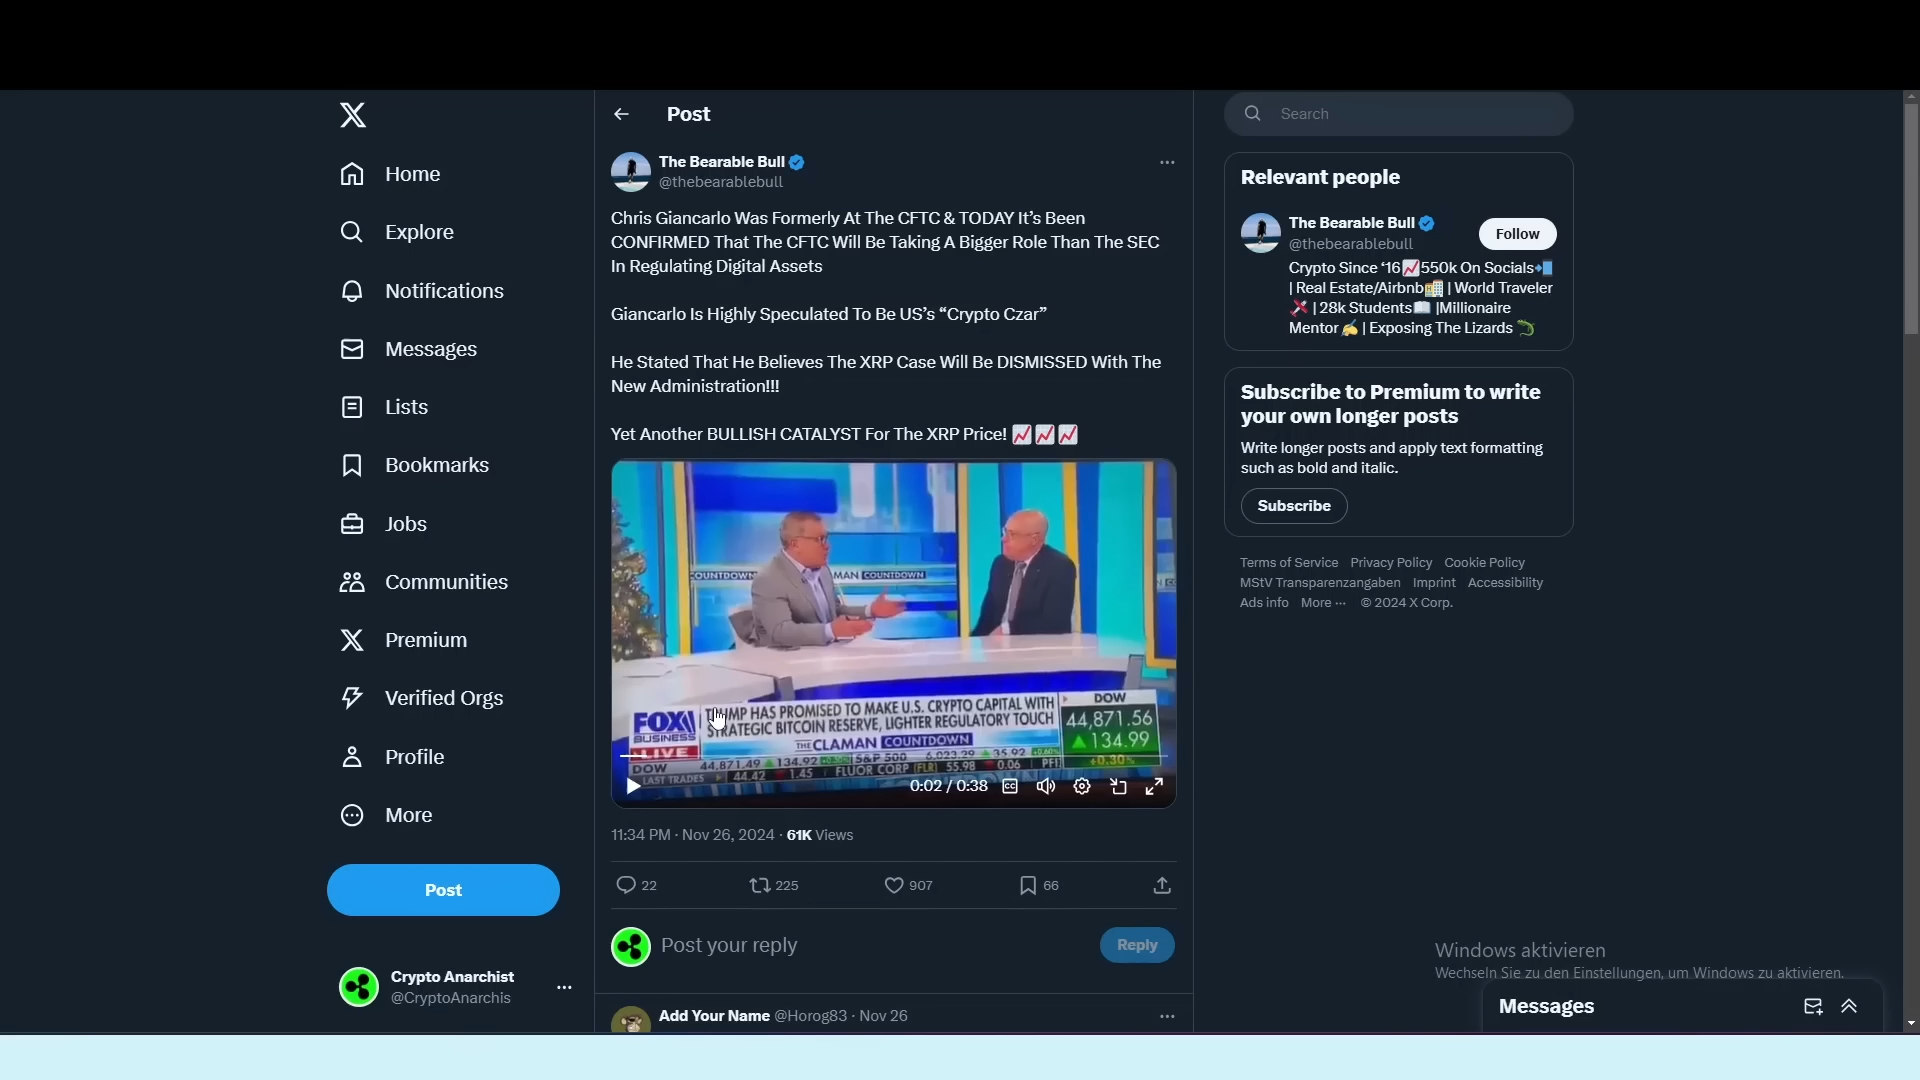 Post
Search
Home
Explore
Notifications
Messages
Lists
Bookmarks
Jobs
Communities
Premium
Verified Orgs
Profile
More
Post
Crypto Anarchist
@CryptoAnarchis
The Bearable Bull
@thebearablebull
Chris Giancarlo Was Formerly At The CFTC & TODAY It’s Been
CONFIRMED That The CFTC Will Be Taking A Bigger Role Than The SEC
In Regulating Digital Assets
Giancarlo Is Highly Speculated To Be US’s “Crypto Czar”
He Stated That He Believes The XRP Case Will Be DISMISSED With The
New Administration!!!
Yet Another BULLISH CATALYST For The XRP Price! 📈📈📈
COUNTDOWN
MAN COUNTDOWN
FOX
BUSINESS
LIVE
TRUMP HAS PROMISED TO MAKE U.S. CRYPTO CAPITAL WITH
STRATEGIC BITCOIN RESERVE, LIGHTER REGULATORY TOUCH
THE CLAMAN COUNTDOWN
DOW
44,871.56
▲134.99
+0.30%
DOW 44,871.49 ▲ 134.92 S&P 500 6,023.29 ▲ 35.92 +0.60%
LAST TRADES 44.42 1.45 FLUOR CORP (FLR) 55.98 0.06 PFI
0:02 / 0:38
11:34 PM · Nov 26, 2024 · 61K Views
22
225
907
66
Post your reply
Reply
Add Your Name @Horog83 · Nov 26
Relevant people
The Bearable Bull
@thebearablebull
Follow
Crypto Since ‘16📈550k On Socials📲
| Real Estate/Airbnb🏨 | World Traveler
✈️ | 28k Students📖 |Millionaire
Mentor ✍️ | Exposing The Lizards 🦎
Subscribe to Premium to write
your own longer posts
Write longer posts and apply text formatting
such as bold and italic.
Subscribe
Terms of Service Privacy Policy Cookie Policy
MStV Transparenzangaben Imprint Accessibility
Ads info More ··· © 2024 X Corp.
Windows aktivieren
Wechseln Sie zu den Einstellungen, um Windows zu aktivieren.
Messages